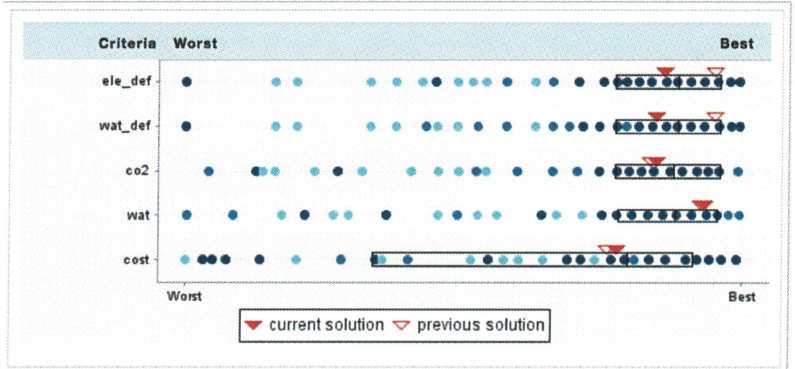 Criteria Worst Best
ele_def
wat_def
co2
wat
cost
Worst Best
current solution previous solution